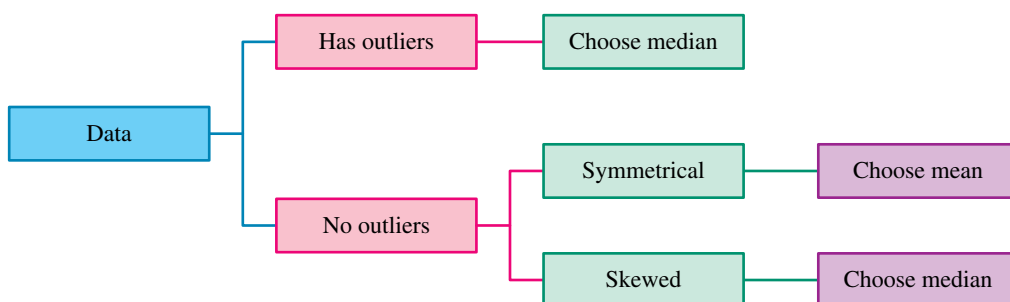 Has outliers
Choose median
Data
Symmetrical
Choose mean
No outliers
Skewed
Choose median